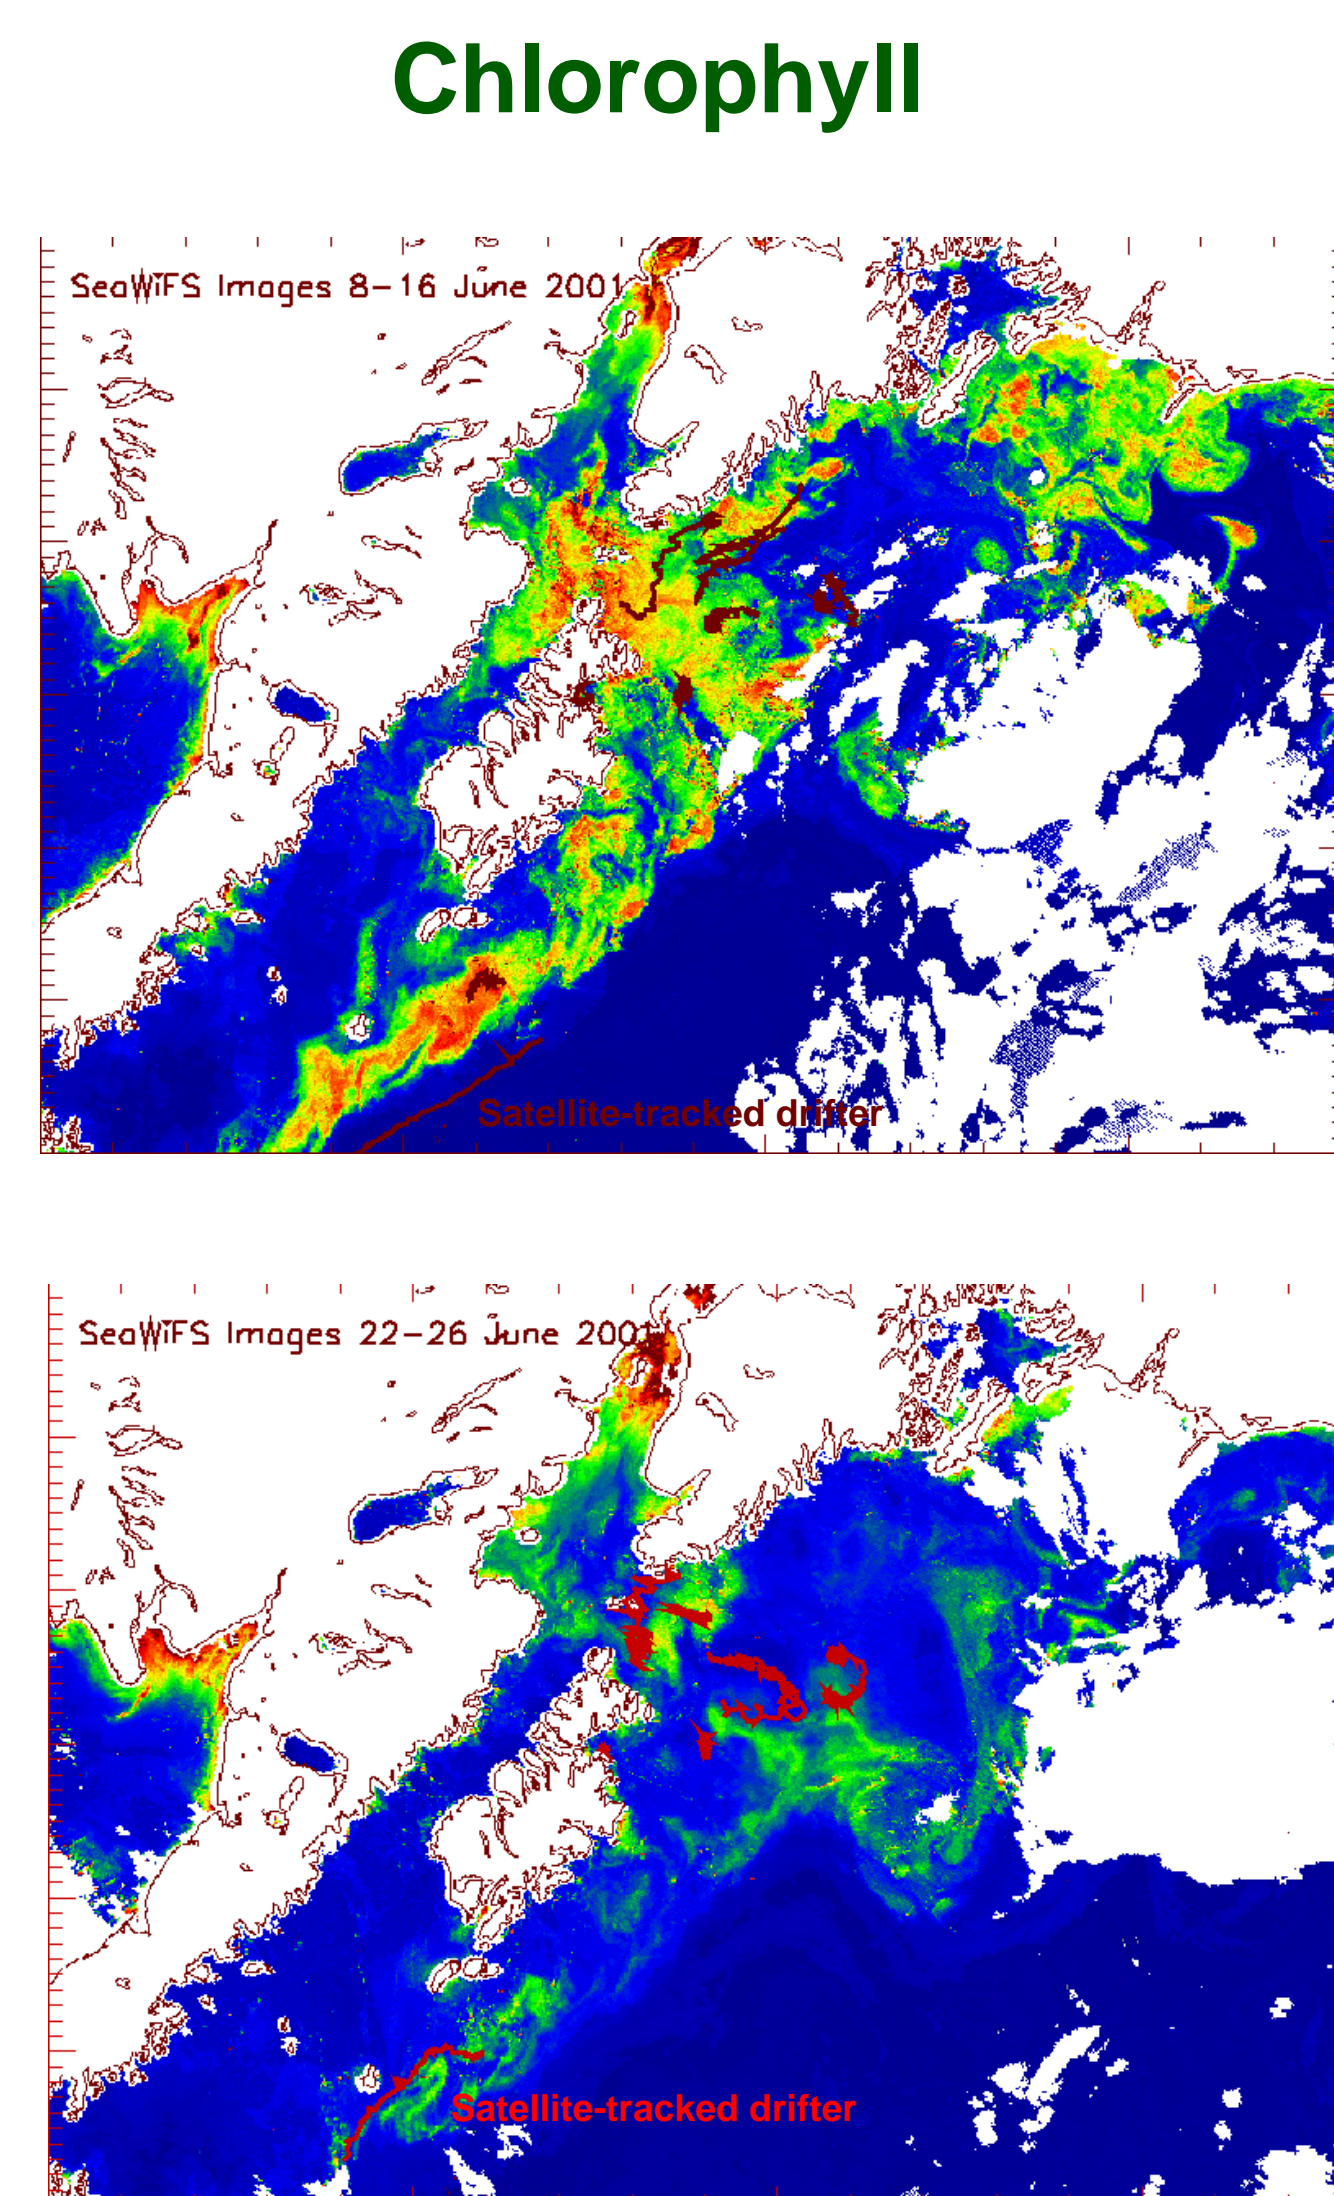 Chlorophyll
SeaWiFS Images 8-16 June 2001
Satellite-tracked drifter
SeaWiFS Images 22-26 June 2001
Satellite-tracked drifter